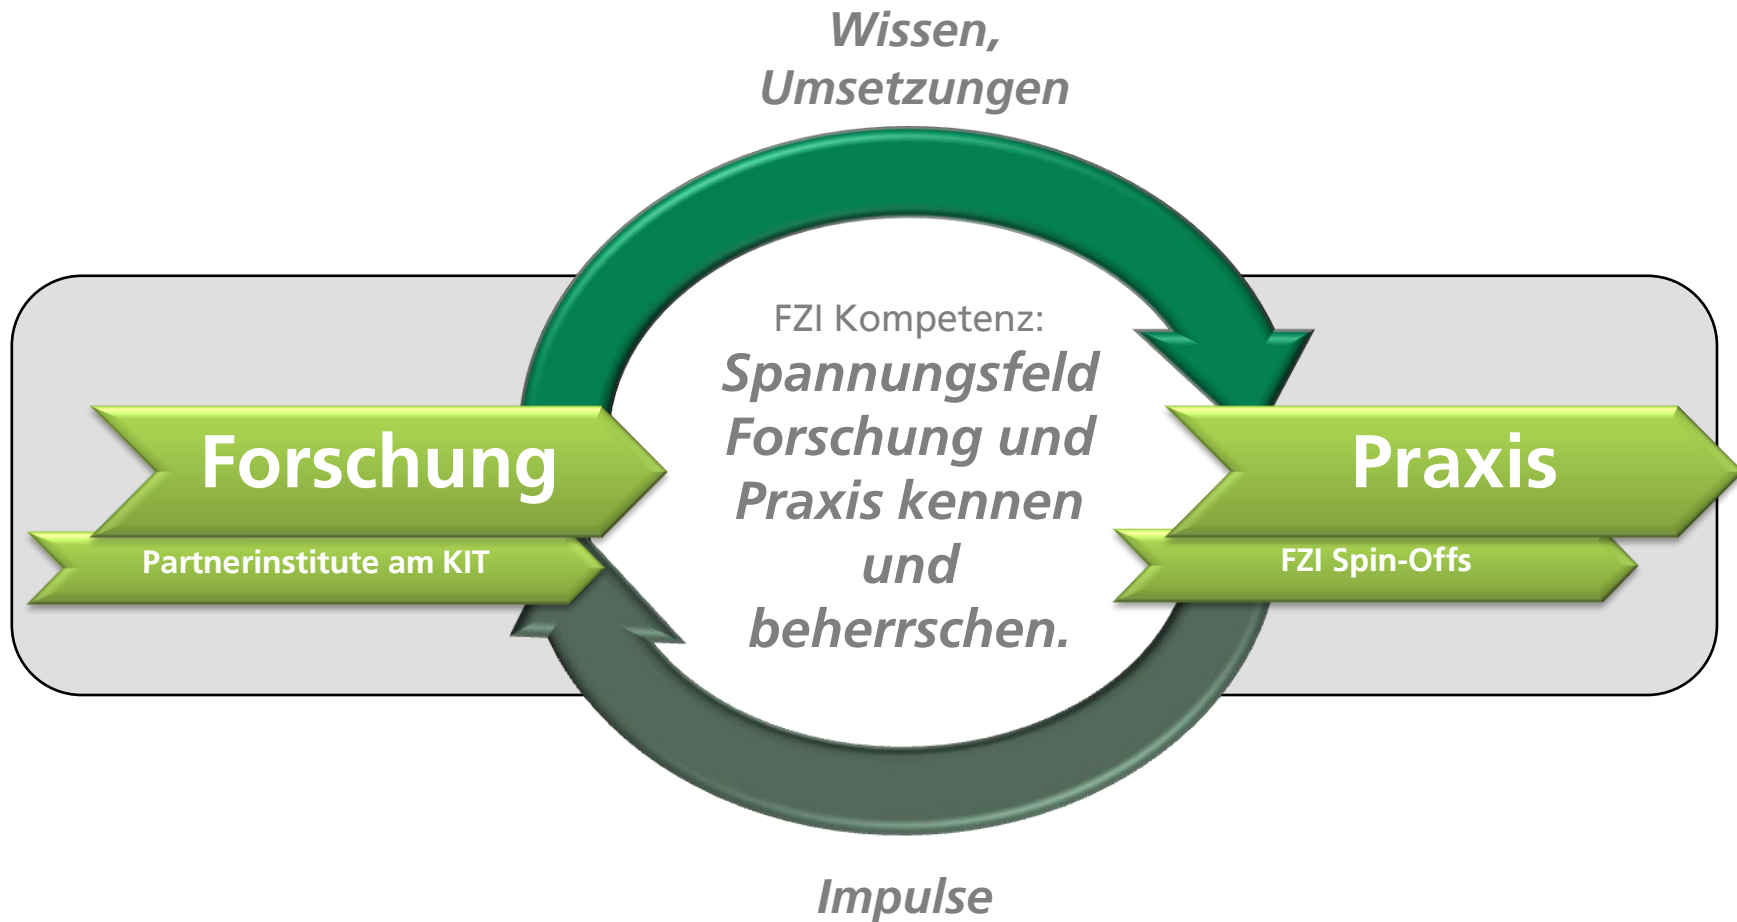 Wissen,
Umsetzungen
FZI Kompetenz:
Spannungsfeld
Forschung und
Praxis kennen
und
beherrschen.
Forschung
Partnerinstitute am KIT
Praxis
FZI Spin-Offs
Impulse